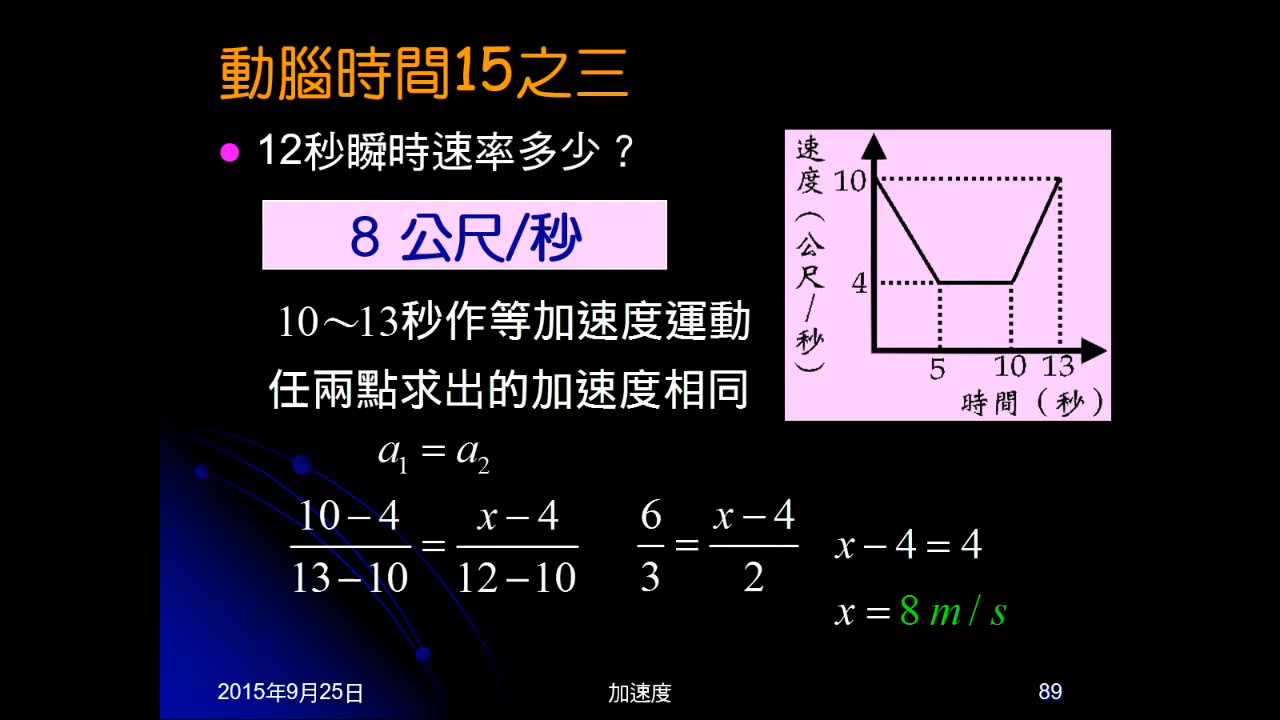 動腦時間15之三
12秒瞬時速率多少？
8 公尺/秒
10～13秒作等加速度運動
任兩點求出的加速度相同
a₁ = a₂
(10－4)/(13－10) = (x－4)/(12－10)
6/3 = (x－4)/2
x－4＝4
x＝8 m / s
速度(公尺/秒)
10
4
5 10 13
時間(秒)
2015年9月25日 加速度 89